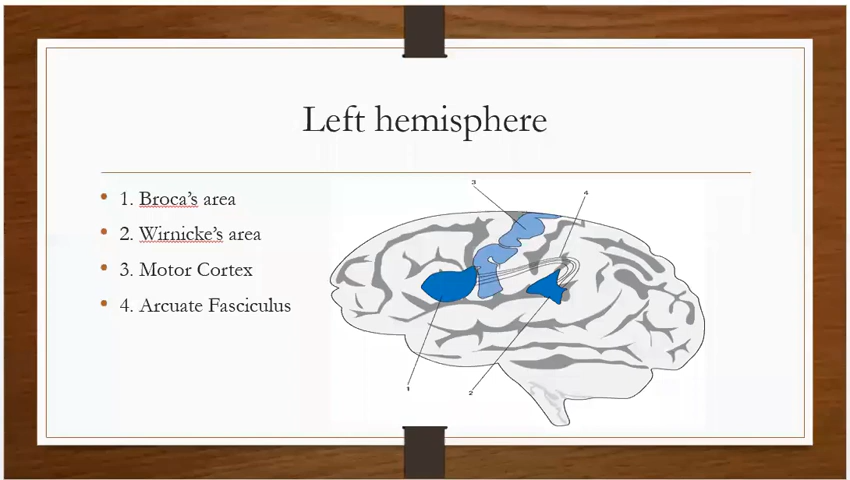 Left hemisphere
1. Broca's area
2. Wirnicke's area
3. Motor Cortex
4. Arcuate Fasciculus
3
4
1
2